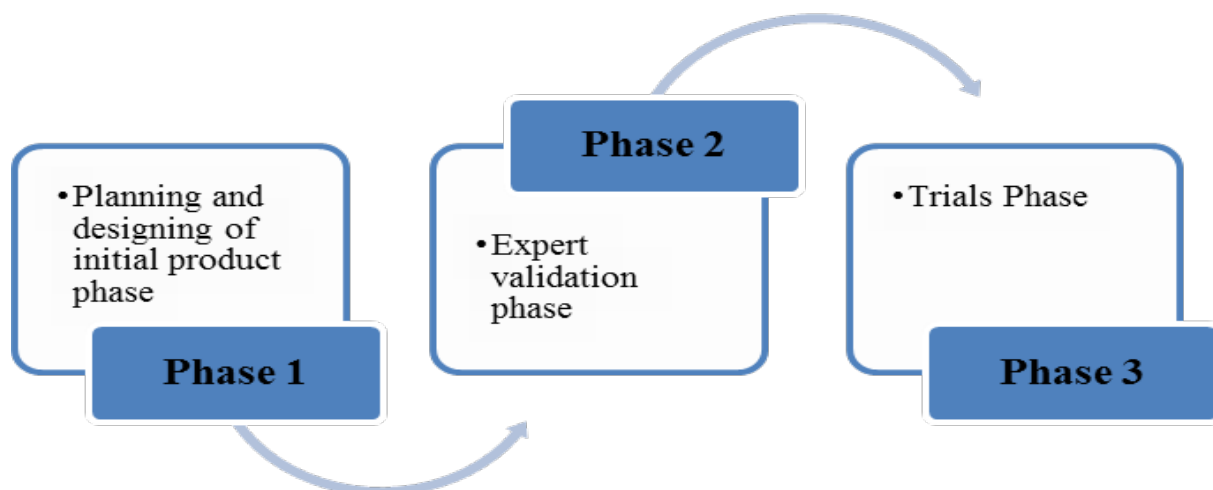 •Planning and
designing of
initial product
phase
Phase 1
Phase 2
•Expert
validation
phase
•Trials Phase
Phase 3